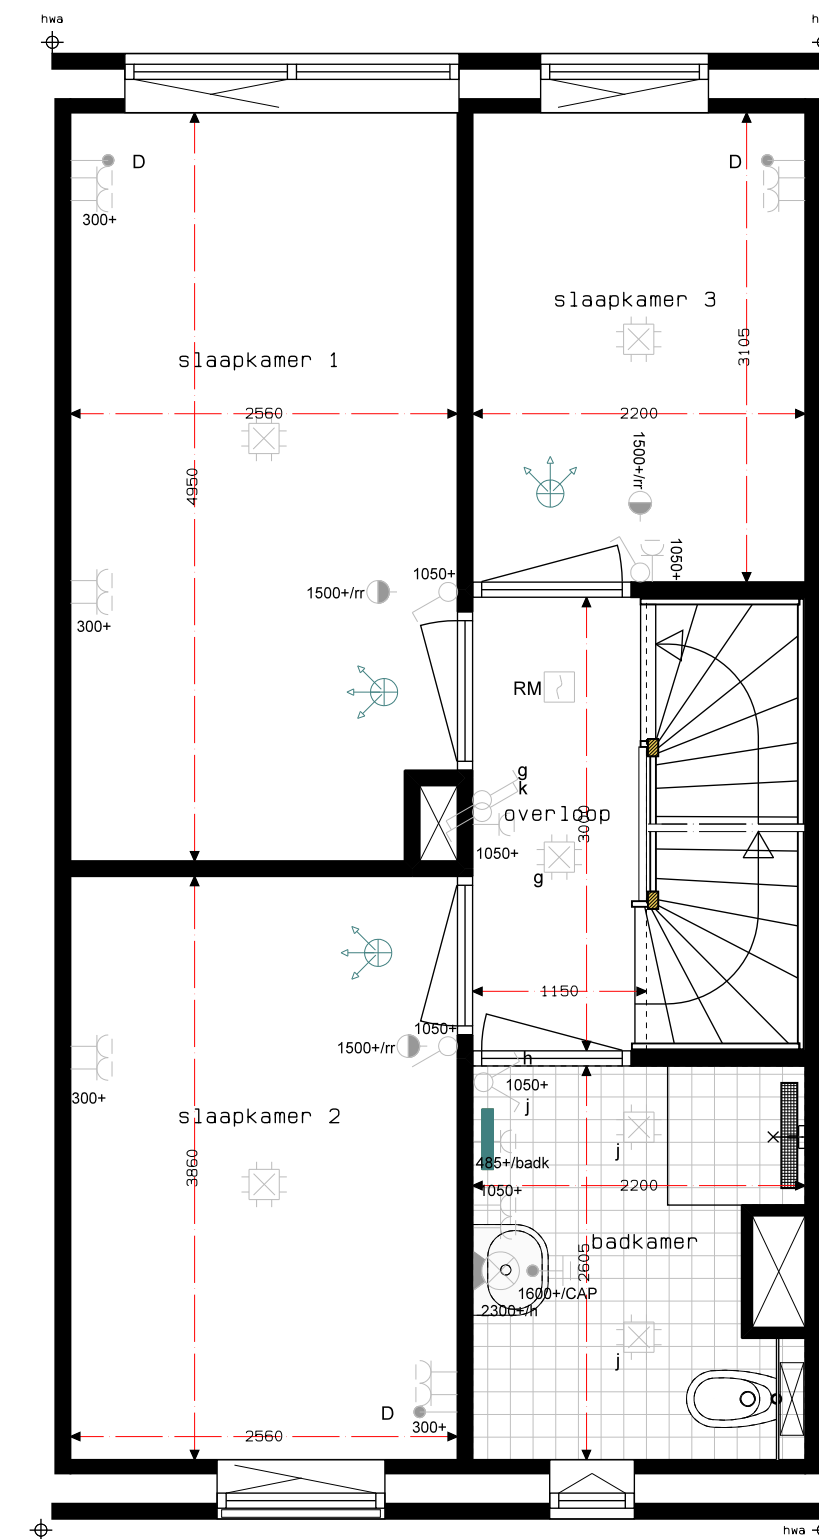 hwa
h
D
D
300+
slaapkamer 3
3105
slaapkamer 1
2560
2200
1500+/rr
4950
1050+
1050+
1500+/rr
300+
RM
g
k
overloop
3000
1050+
g
1150
1050+
1500+/rr
h
1050+
j
300+
slaapkamer 2
j
485+/badk
3860
1050+
2200
badkamer
2605
1600+/CAP
2300+/h
j
D
300+
2560
hwa